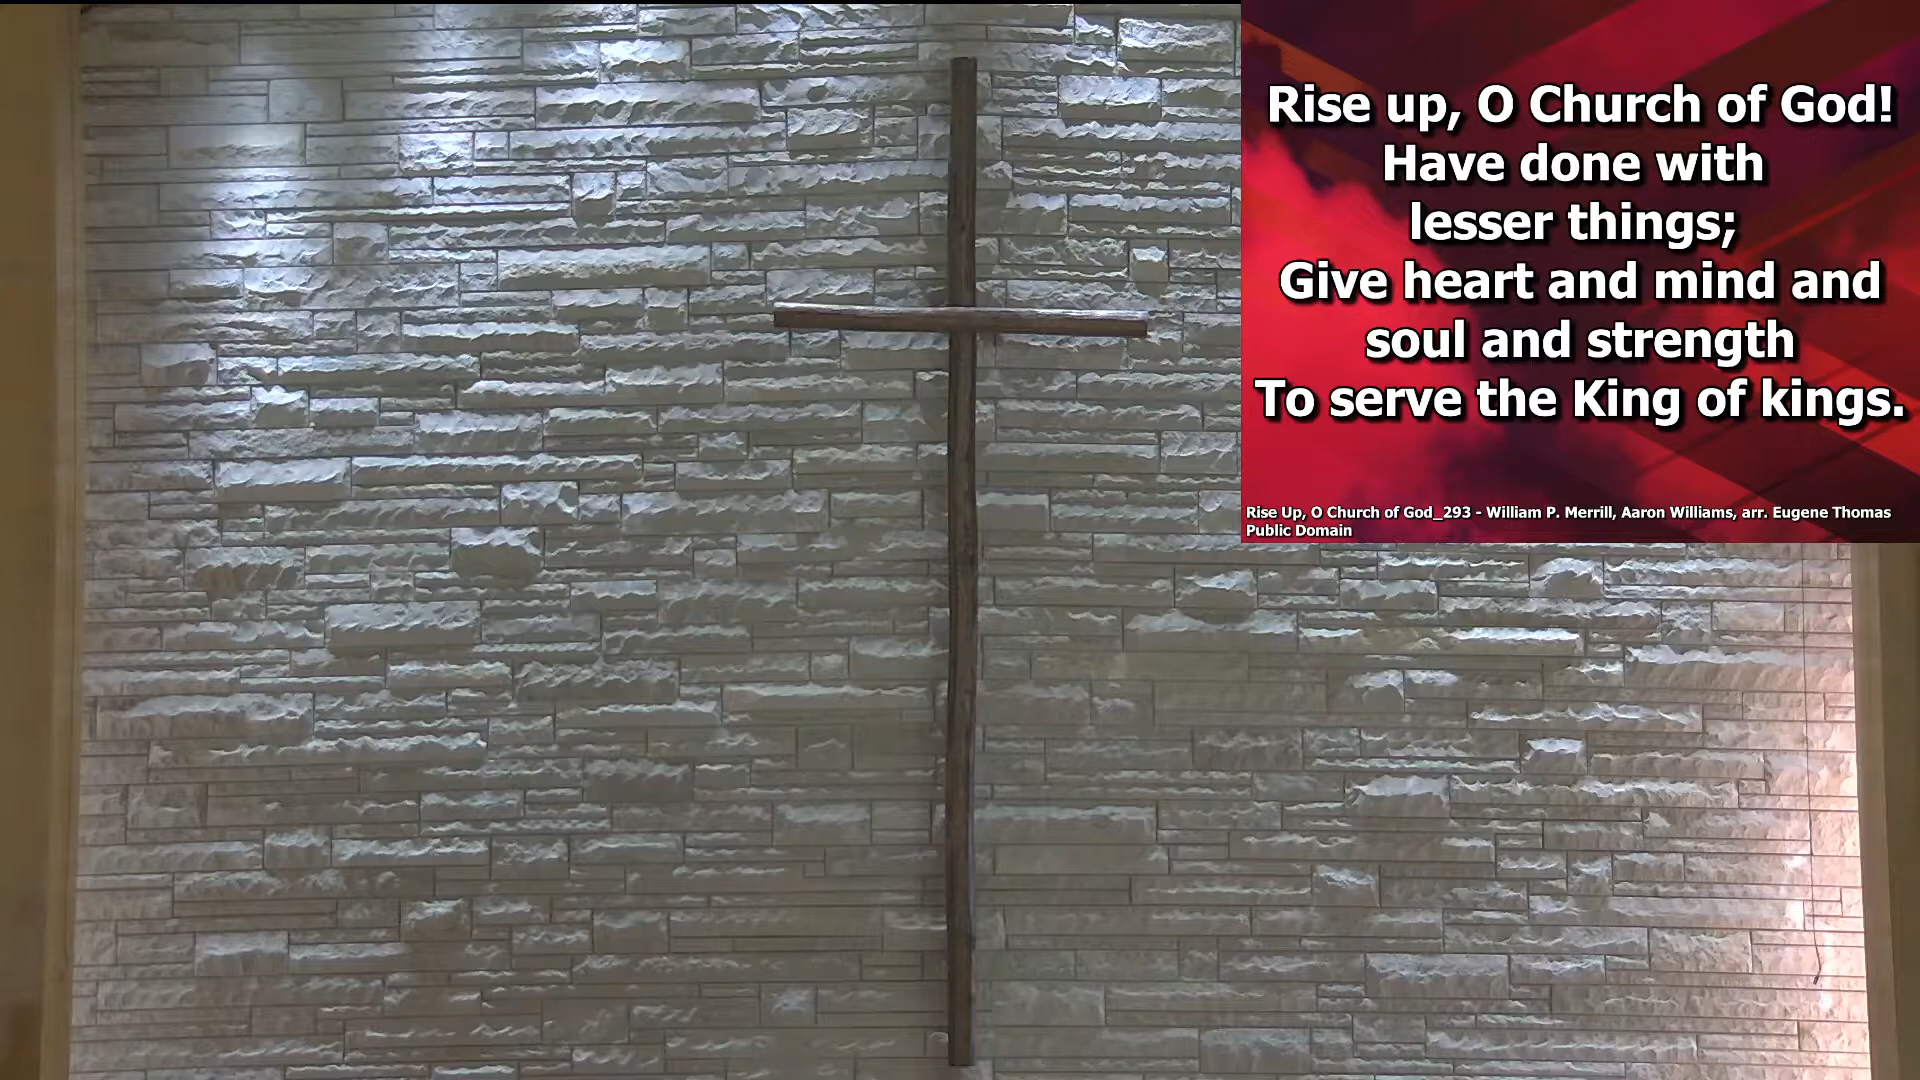 Rise up, O Church of God!
Have done with
lesser things;
Give heart and mind and
soul and strength
To serve the King of kings.
Rise Up, O Church of God_293 - William P. Merrill, Aaron Williams, arr. Eugene Thomas
Public Domain